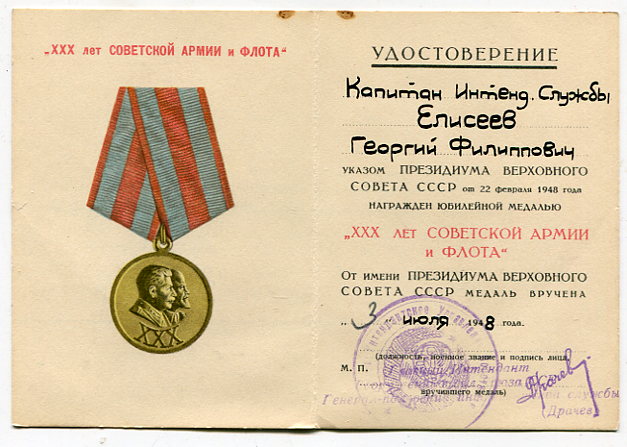 „XXX лет СОВЕТСКОЙ АРМИИ и ФЛОТА“
XXX
УДОСТОВЕРЕНИЕ
Капитан Интенд. Службы
Елисеев
Георгий Филиппович
УКАЗОМ ПРЕЗИДИУМА ВЕРХОВНОГО
СОВЕТА СССР от 22 февраля 1948 года
НАГРАЖДЕН ЮБИЛЕЙНОЙ МЕДАЛЬЮ
„XXX лет СОВЕТСКОЙ АРМИИ
и ФЛОТА“
От имени ПРЕЗИДИУМА ВЕРХОВНОГО
СОВЕТА СССР МЕДАЛЬ ВРУЧЕНА
„3 июля 1948 года.
(должность, военное звание и подпись лица,
М. П. Главный Интендант
вручившего медаль)
службы
(Драчев)
Драчев